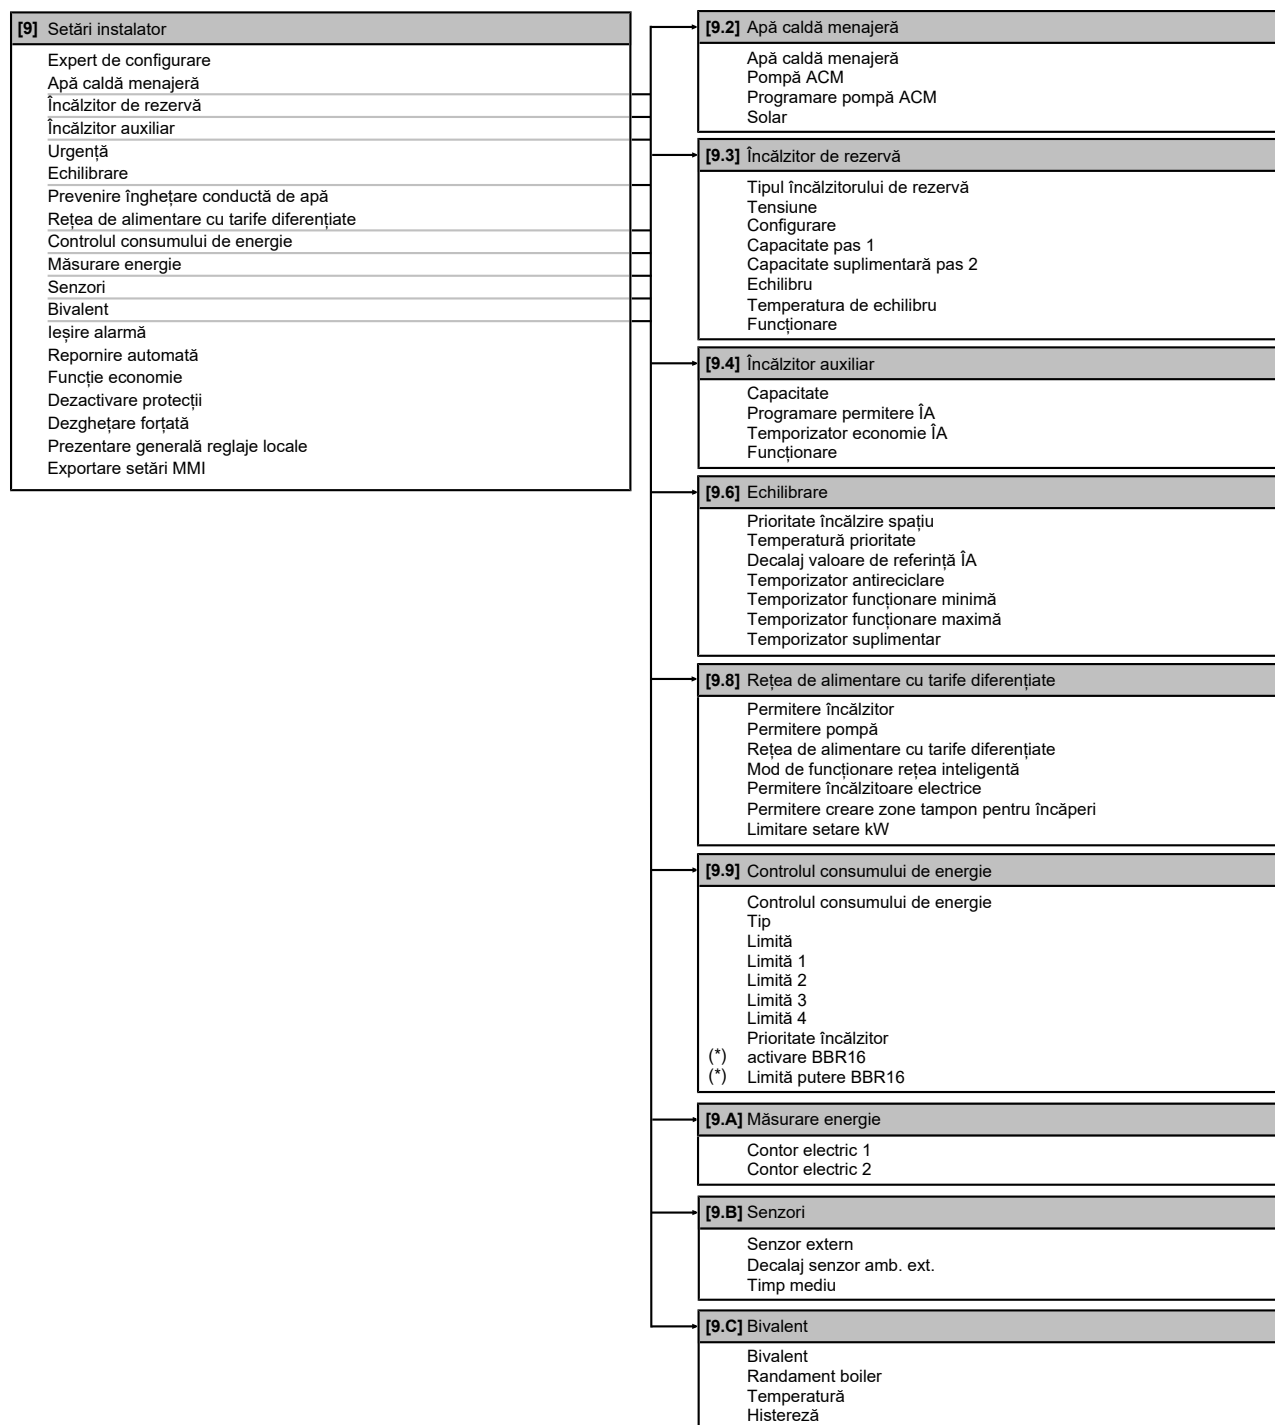 [9] Setări instalator
Expert de configurare
Apă caldă menajeră
Încălzitor de rezervă
Încălzitor auxiliar
Urgență
Echilibrare
Prevenire înghețare conductă de apă
Rețea de alimentare cu tarife diferențiate
Controlul consumului de energie
Măsurare energie
Senzori
Bivalent
Ieșire alarmă
Repornire automată
Funcție economie
Dezactivare protecții
Dezghețare forțată
Prezentare generală reglaje locale
Exportare setări MMI
[9.2] Apă caldă menajeră
Apă caldă menajeră
Pompă ACM
Programare pompă ACM
Solar
[9.3] Încălzitor de rezervă
Tipul încălzitorului de rezervă
Tensiune
Configurare
Capacitate pas 1
Capacitate suplimentară pas 2
Echilibru
Temperatura de echilibru
Funcționare
[9.4] Încălzitor auxiliar
Capacitate
Programare permitere ÎA
Temporizator economie ÎA
Funcționare
[9.6] Echilibrare
Prioritate încălzire spațiu
Temperatură prioritate
Decalaj valoare de referință ÎA
Temporizator antireciclare
Temporizator funcționare minimă
Temporizator funcționare maximă
Temporizator suplimentar
[9.8] Rețea de alimentare cu tarife diferențiate
Permitere încălzitor
Permitere pompă
Rețea de alimentare cu tarife diferențiate
Mod de funcționare rețea inteligentă
Permitere încălzitoare electrice
Permitere creare zone tampon pentru încăperi
Limitare setare kW
[9.9] Controlul consumului de energie
Controlul consumului de energie
Tip
Limită
Limită 1
Limită 2
Limită 3
Limită 4
Prioritate încălzitor
(*) activare BBR16
(*) Limită putere BBR16
[9.A] Măsurare energie
Contor electric 1
Contor electric 2
[9.B] Senzori
Senzor extern
Decalaj senzor amb. ext.
Timp mediu
[9.C] Bivalent
Bivalent
Randament boiler
Temperatură
Histereză